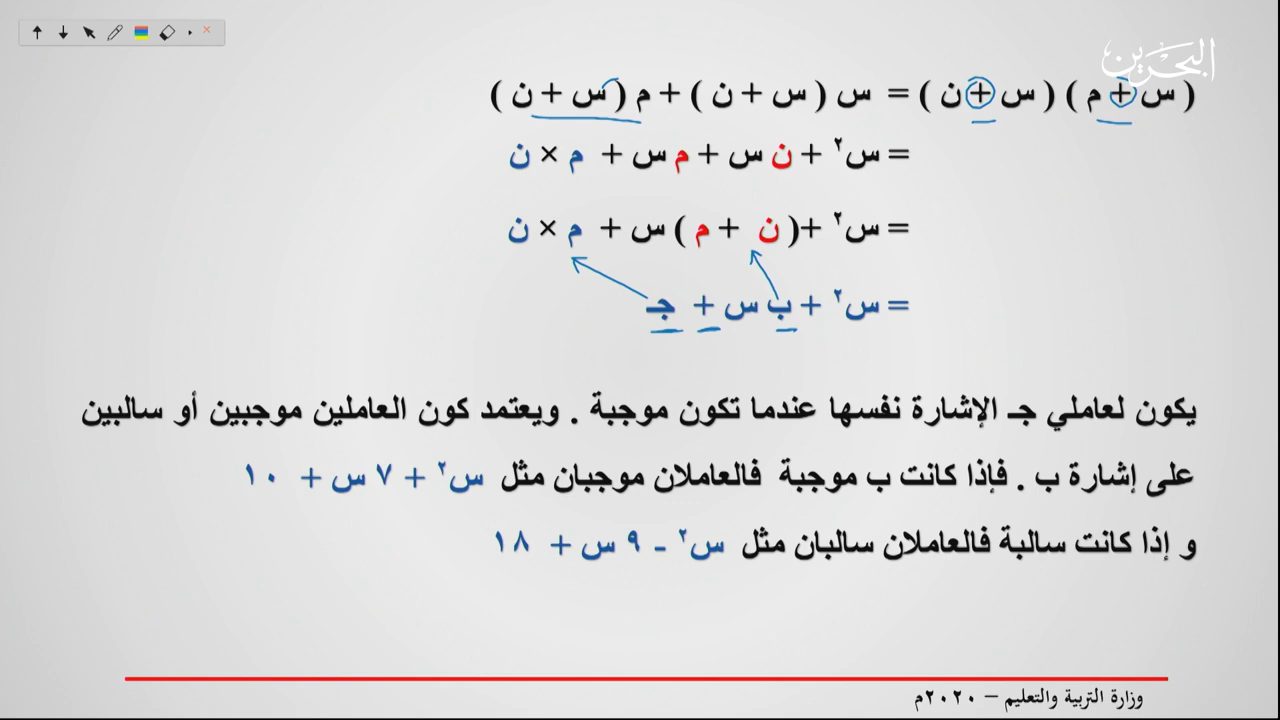 البحرين
( س + م ) ( س + ن ) = س ( س + ن ) + م ( س + ن )
= س٢ + ن س + م س + م × ن
= س٢ + ( ن + م ) س + م × ن
= س٢ + ب س + جـ
يكون لعاملي جـ الإشارة نفسها عندما تكون موجبة . ويعتمد كون العاملين موجبين أو سالبين
على إشارة ب . فإذا كانت ب موجبة فالعاملان موجبان مثل س٢ + ٧ س + ١٠
و إذا كانت سالبة فالعاملان سالبان مثل س٢ - ٩ س + ١٨
وزارة التربية والتعليم – ٢٠٢٠م